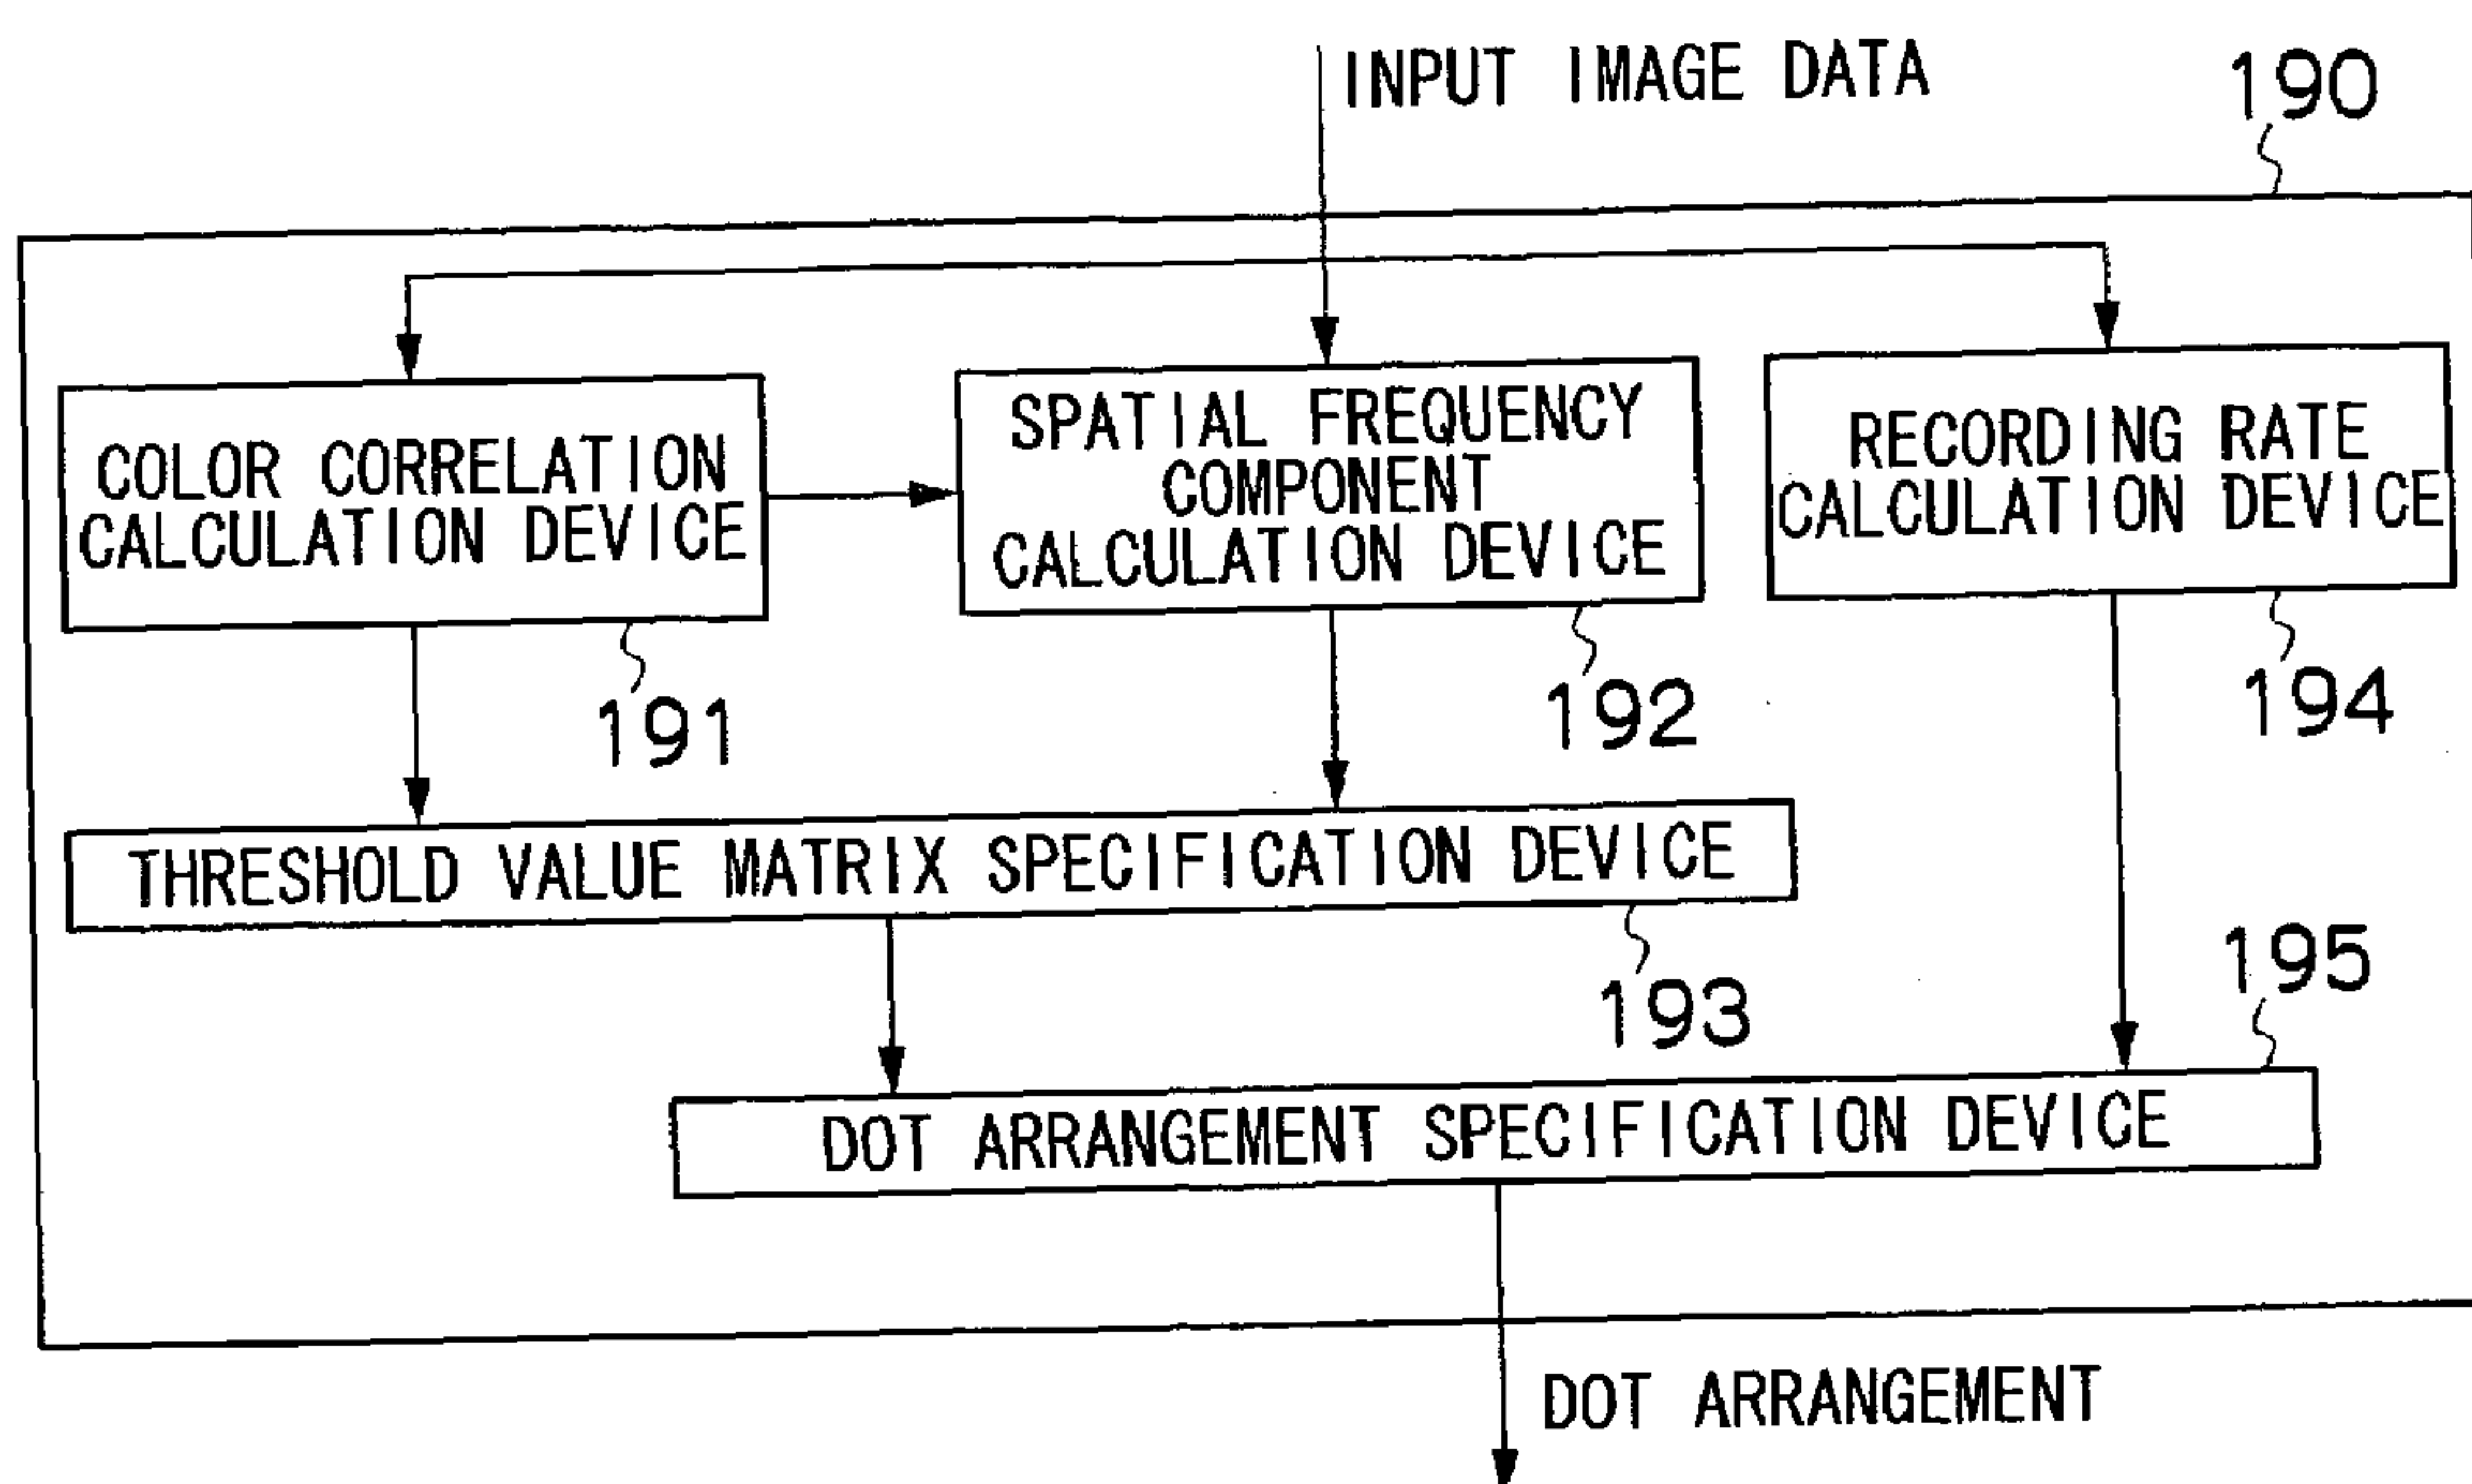 INPUT IMAGE DATA
190
COLOR CORRELATION
CALCULATION DEVICE
SPATIAL FREQUENCY
COMPONENT
CALCULATION DEVICE
RECORDING RATE
CALCULATION DEVICE
191
192
194
THRESHOLD VALUE MATRIX SPECIFICATION DEVICE
193
195
DOT ARRANGEMENT SPECIFICATION DEVICE
DOT ARRANGEMENT